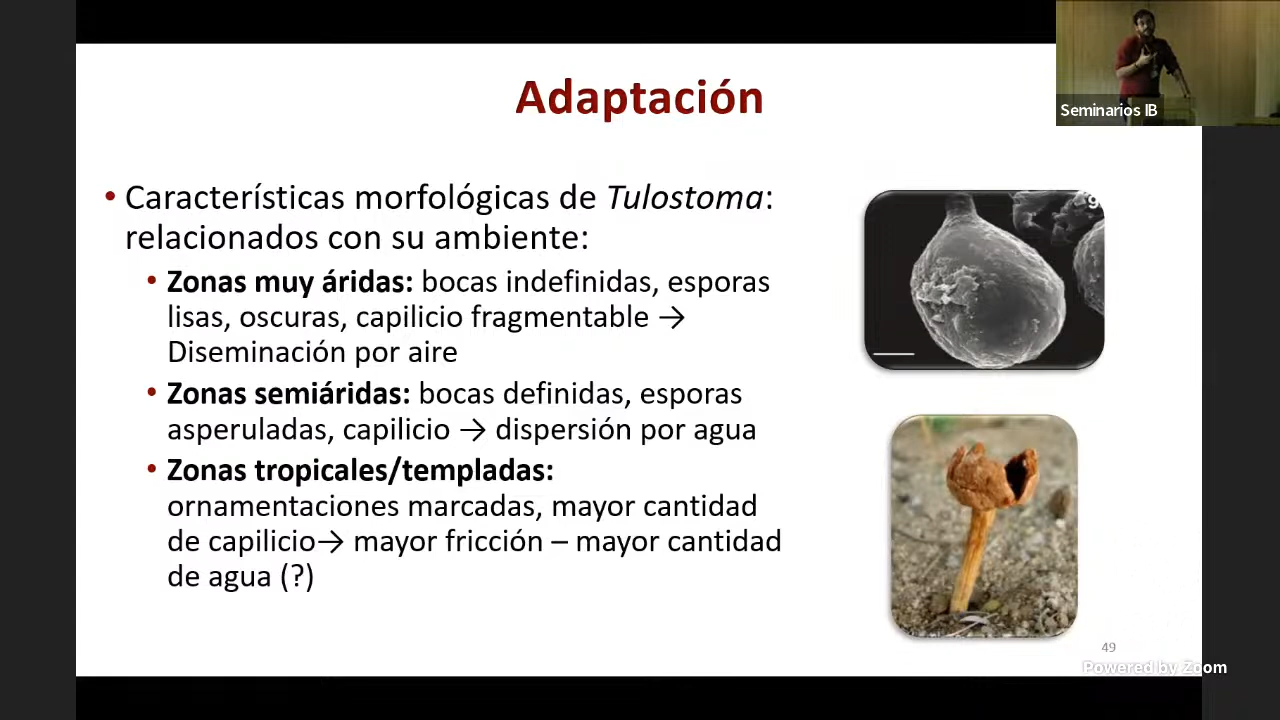 Adaptación
Seminarios IB
• Características morfológicas de Tulostoma:
relacionados con su ambiente:
• Zonas muy áridas: bocas indefinidas, esporas
lisas, oscuras, capilicio fragmentable →
Diseminación por aire
• Zonas semiáridas: bocas definidas, esporas
asperuladas, capilicio → dispersión por agua
• Zonas tropicales/templadas:
ornamentaciones marcadas, mayor cantidad
de capilicio→ mayor fricción – mayor cantidad
de agua (?)
9
49
Powered by Zoom